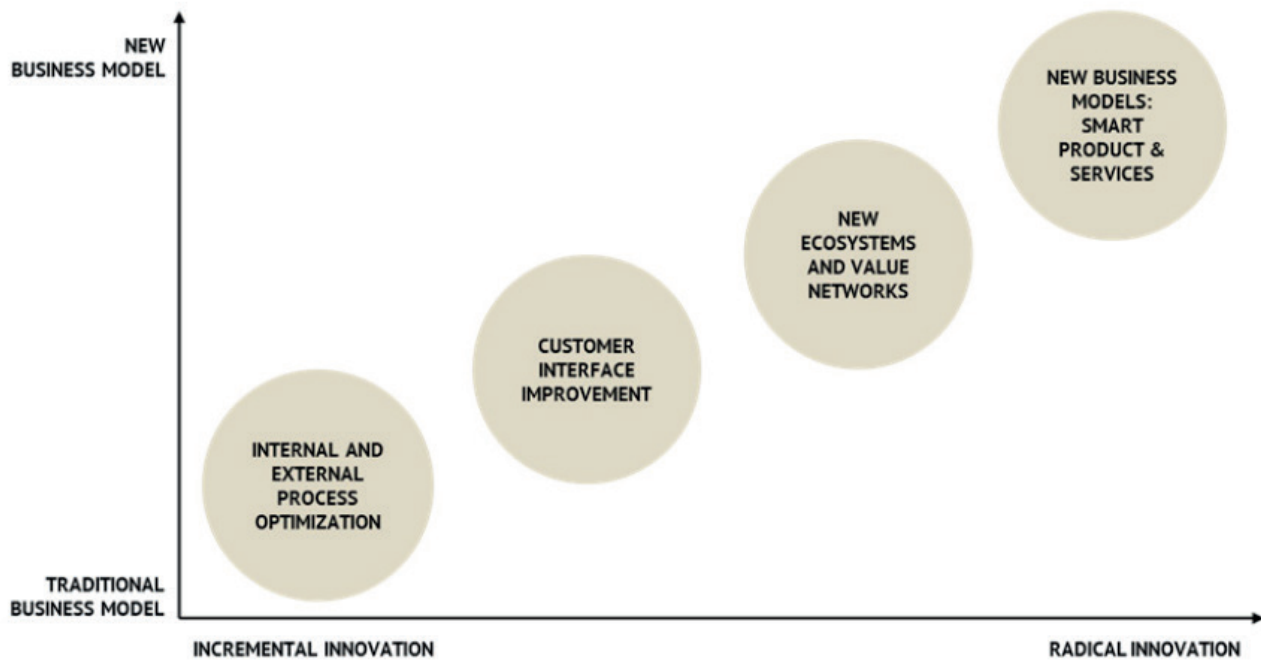 NEW
BUSINESS MODEL
NEW BUSINESS
MODELS:
SMART
PRODUCT &
SERVICES
NEW
ECOSYSTEMS
AND VALUE
NETWORKS
CUSTOMER
INTERFACE
IMPROVEMENT
INTERNAL AND
EXTERNAL
PROCESS
OPTIMIZATION
TRADITIONAL
BUSINESS MODEL
INCREMENTAL INNOVATION
RADICAL INNOVATION